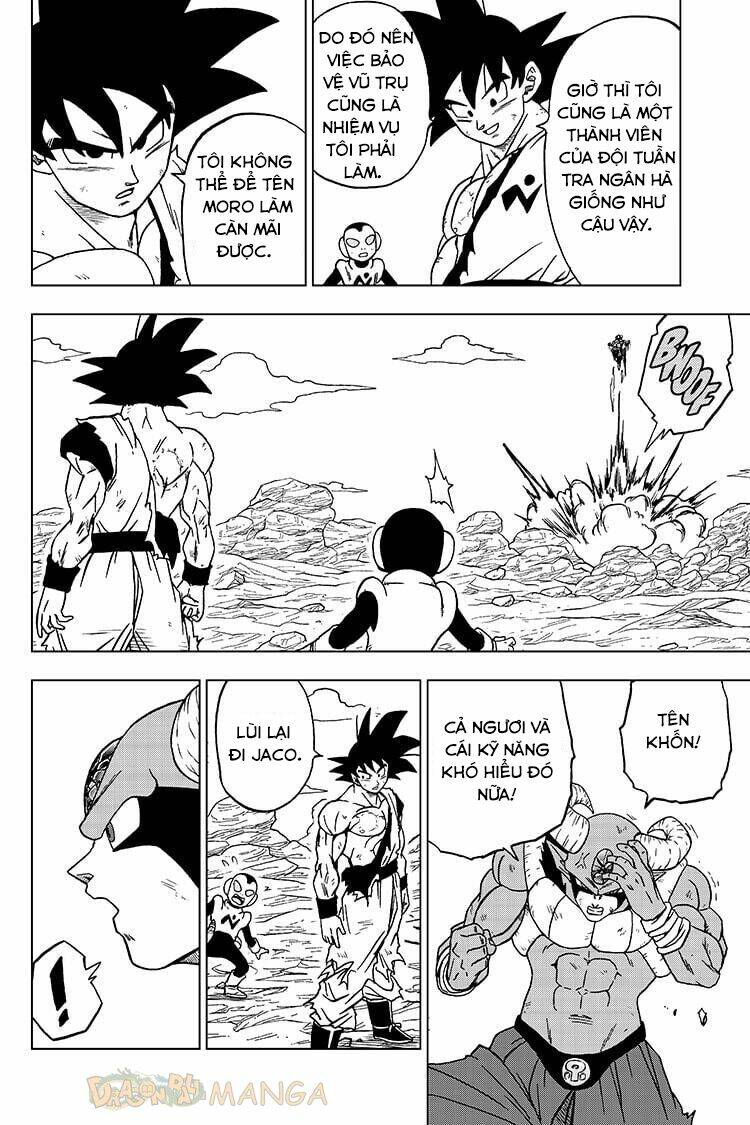 GIỜ THÌ TÔI
CŨNG LÀ MỘT
THÀNH VIÊN
CỦA ĐỘI TUẦN
TRA NGÂN HÀ
GIỐNG NHƯ
CẬU VẬY.
DO ĐÓ NÊN
VIỆC BẢO
VỆ VŨ TRỤ
CŨNG LÀ
NHIỆM VỤ
TÔI PHẢI
LÀM.
TÔI KHÔNG
THỂ ĐỂ TÊN
MORO LÀM
CÀN MÃI
ĐƯỢC.
BWOOF
TÊN
KHỐN!
CẢ NGƯƠI VÀ
CÁI KỸ NĂNG
KHÓ HIỂU ĐÓ
NỮA!
LÙI LẠI
ĐI JACO.
!
DRAGON BALL MANGA